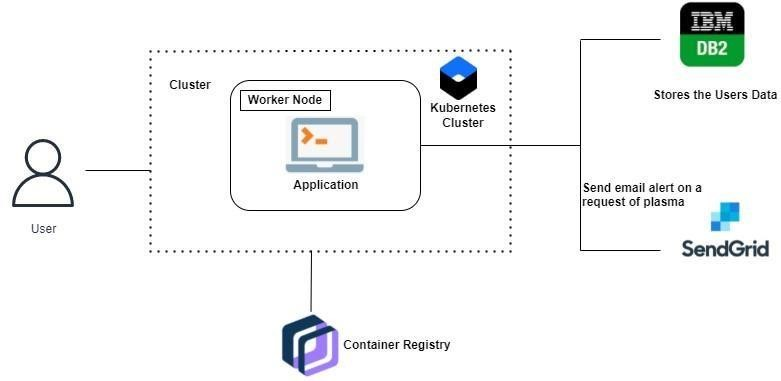 IBM
DB2
Stores the Users Data
Cluster
Worker Node
Kubernetes
Cluster
Application
User
Send email alert on a
request of plasma
SendGrid
Container Registry